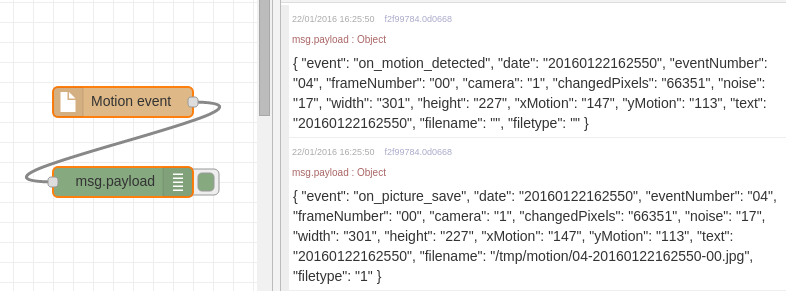 Motion event
msg.payload
22/01/2016 16:25:50 f2f99784.0d0668
msg.payload : Object
{ "event": "on_motion_detected", "date": "20160122162550", "eventNumber":
"04", "frameNumber": "00", "camera": "1", "changedPixels": "66351", "noise":
"17", "width": "301", "height": "227", "xMotion": "147", "yMotion": "113", "text":
"20160122162550", "filename": "", "filetype": "" }
22/01/2016 16:25:50 f2f99784.0d0668
msg.payload : Object
{ "event": "on_picture_save", "date": "20160122162550", "eventNumber": "04",
"frameNumber": "00", "camera": "1", "changedPixels": "66351", "noise": "17",
"width": "301", "height": "227", "xMotion": "147", "yMotion": "113", "text":
"20160122162550", "filename": "/tmp/motion/04-20160122162550-00.jpg",
"filetype": "1" }